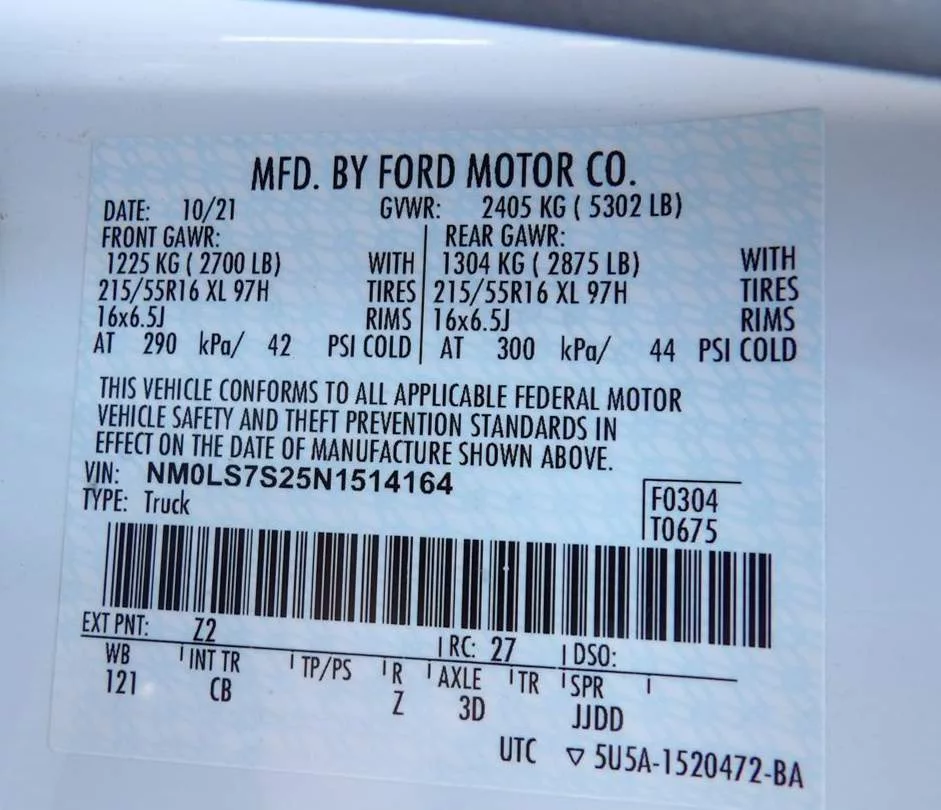 MFD. BY FORD MOTOR CO.
DATE: 10/21 GVWR: 2405 KG ( 5302 LB)
FRONT GAWR: REAR GAWR:
1225 KG ( 2700 LB) WITH 1304 KG ( 2875 LB) WITH
215/55R16 XL 97H TIRES 215/55R16 XL 97H TIRES
16x6.5J RIMS 16x6.5J RIMS
AT 290 kPa/ 42 PSI COLD AT 300 kPa/ 44 PSI COLD
THIS VEHICLE CONFORMS TO ALL APPLICABLE FEDERAL MOTOR
VEHICLE SAFETY AND THEFT PREVENTION STANDARDS IN
EFFECT ON THE DATE OF MANUFACTURE SHOWN ABOVE.
VIN: NM0LS7S25N1514164
TYPE: Truck
F0304
T0675
EXT PNT: Z2 RC: 27 DSO:
WB INT TR TP/PS R AXLE TR SPR
121 CB Z 3D JJDD
UTC ▽ 5U5A-1520472-BA